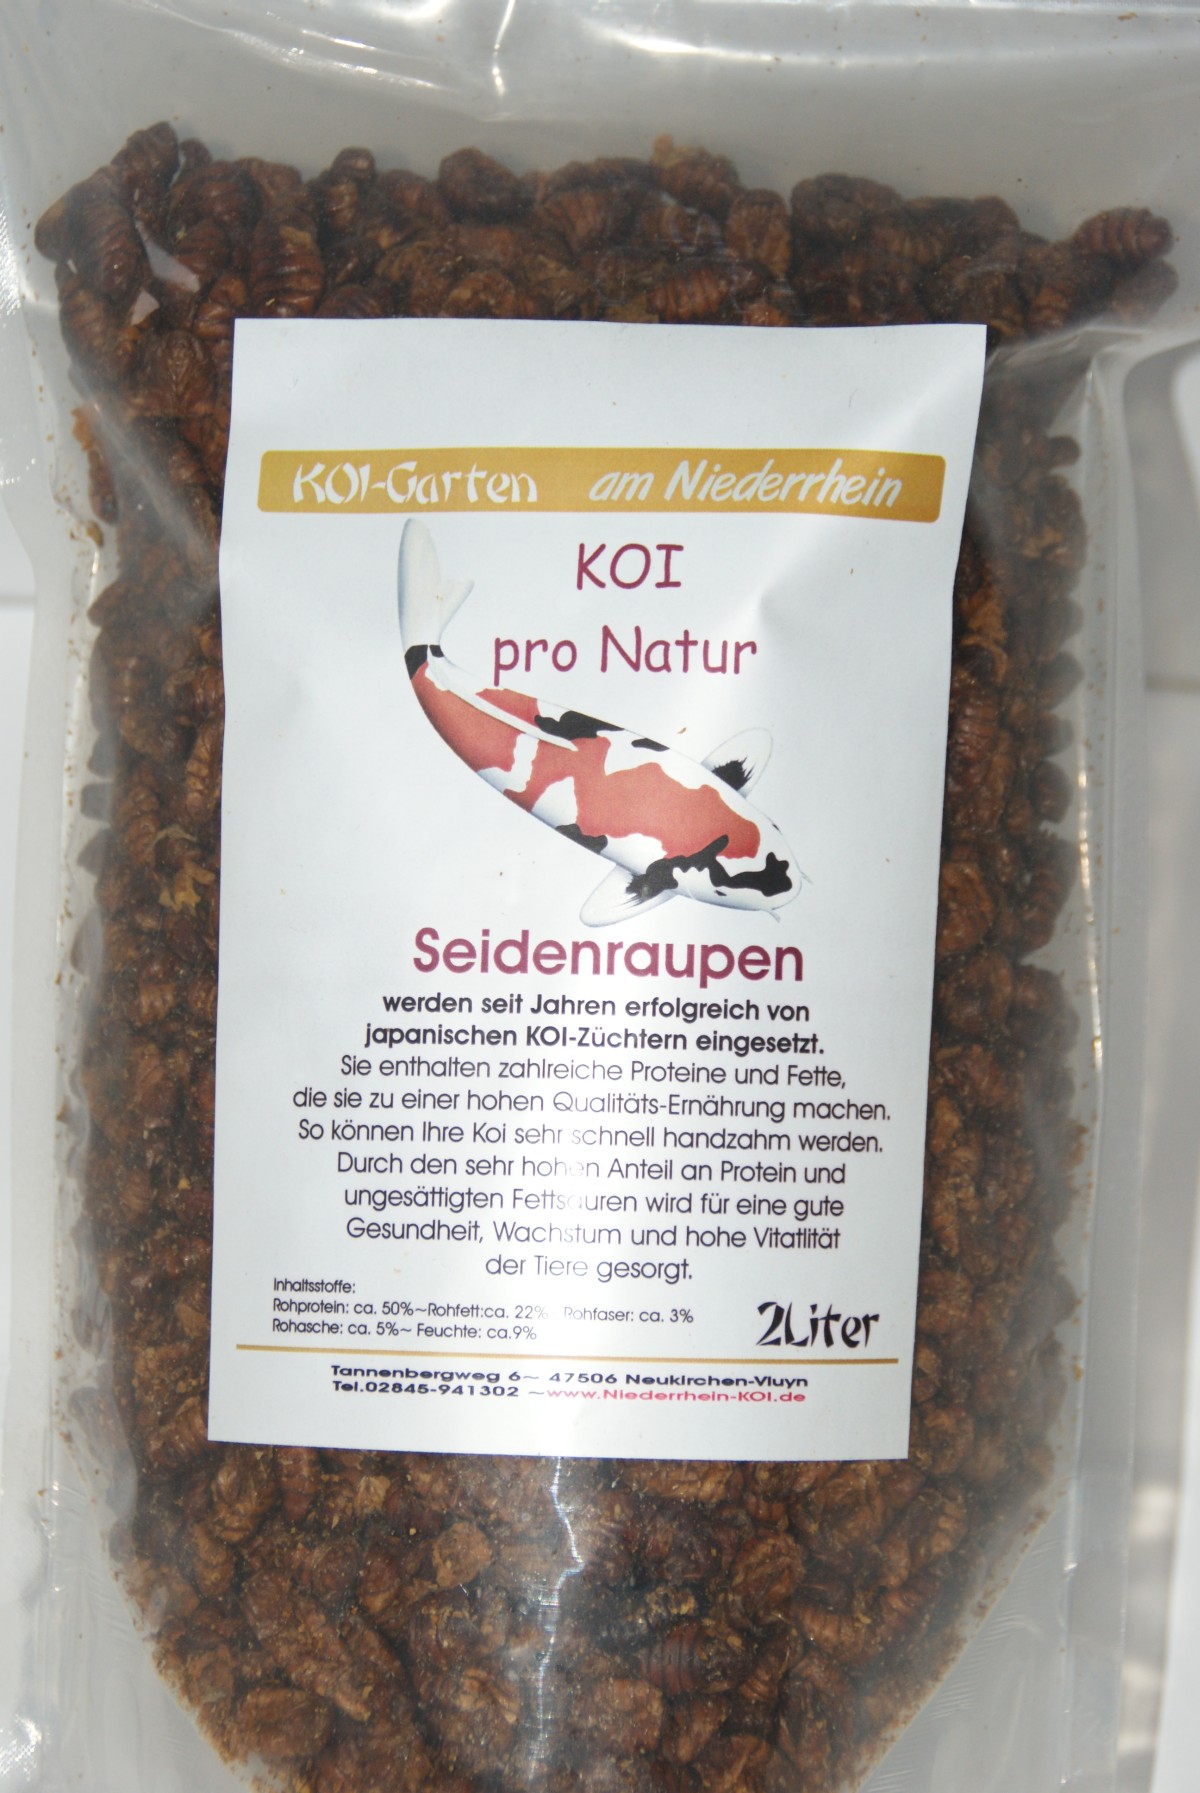 KOI-Garten am Niederrhein
KOI
pro Natur
Seidenraupen
werden seit Jahren erfolgreich von
japanischen KOI-Züchtern eingesetzt.
Sie enthalten zahlreiche Proteine und Fette,
die sie zu einer hohen Qualitäts-Ernährung machen.
So können Ihre Koi sehr schnell handzahm werden.
Durch den sehr hohen Anteil an Protein und
ungesättigten Fettsäuren wird für eine gute
Gesundheit, Wachstum und hohe Vitatlität
der Tiere gesorgt.
Inhaltsstoffe:
Rohprotein: ca. 50%~Rohfett:ca. 22% Rohfaser: ca. 3%
Rohasche: ca. 5%~ Feuchte: ca.9%
2Liter
Tannenbergweg 6~ 47506 Neukirchen-Vluyn
Tel.02845-941302 ~www.Niederrhein-KOI.de